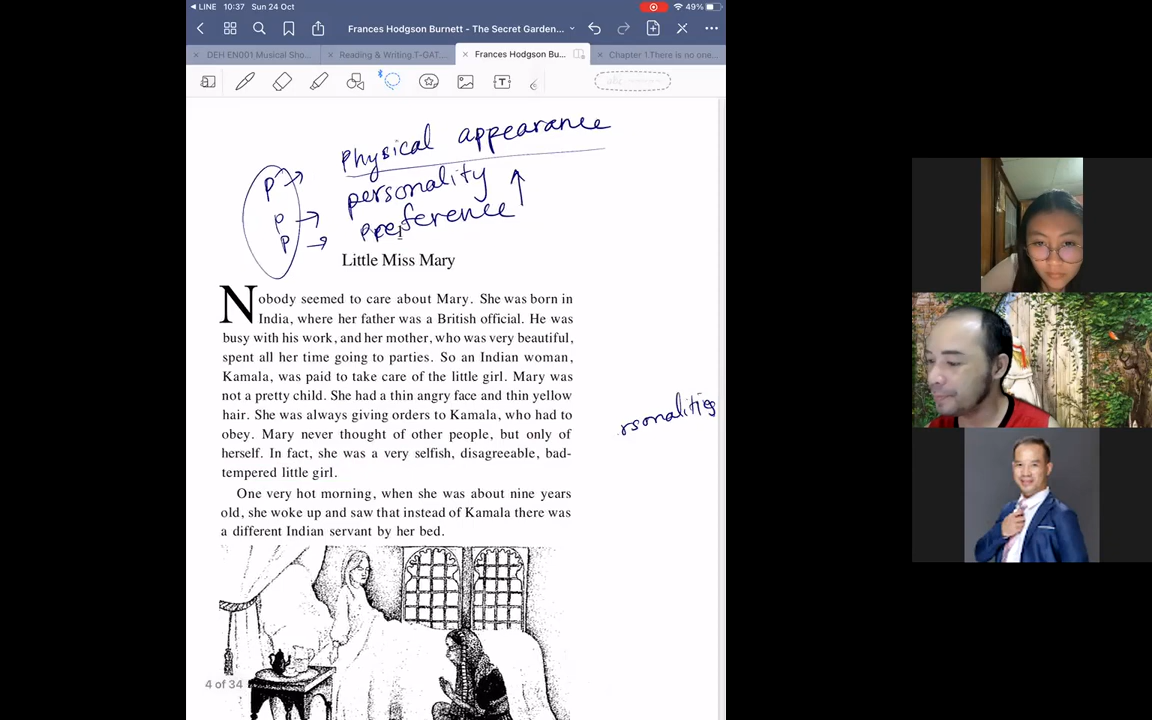 LINE 10:37 Sun 24 Oct 49%
Frances Hodgson Burnett - The Secret Garden...
DEH EN001 Musical Sho...
Reading & Writing.T-GAT...
Frances Hodgson Bu...
Chapter 1.There is no one...
T
Physical appearance
P → personality
P → preference
P →
Little Miss Mary
Nobody seemed to care about Mary. She was born in
India, where her father was a British official. He was
busy with his work, and her mother, who was very beautiful,
spent all her time going to parties. So an Indian woman,
Kamala, was paid to take care of the little girl. Mary was
not a pretty child. She had a thin angry face and thin yellow
hair. She was always giving orders to Kamala, who had to
obey. Mary never thought of other people, but only of
herself. In fact, she was a very selfish, disagreeable, bad-
tempered little girl.
rsonalities
One very hot morning, when she was about nine years
old, she woke up and saw that instead of Kamala there was
a different Indian servant by her bed.
4 of 34